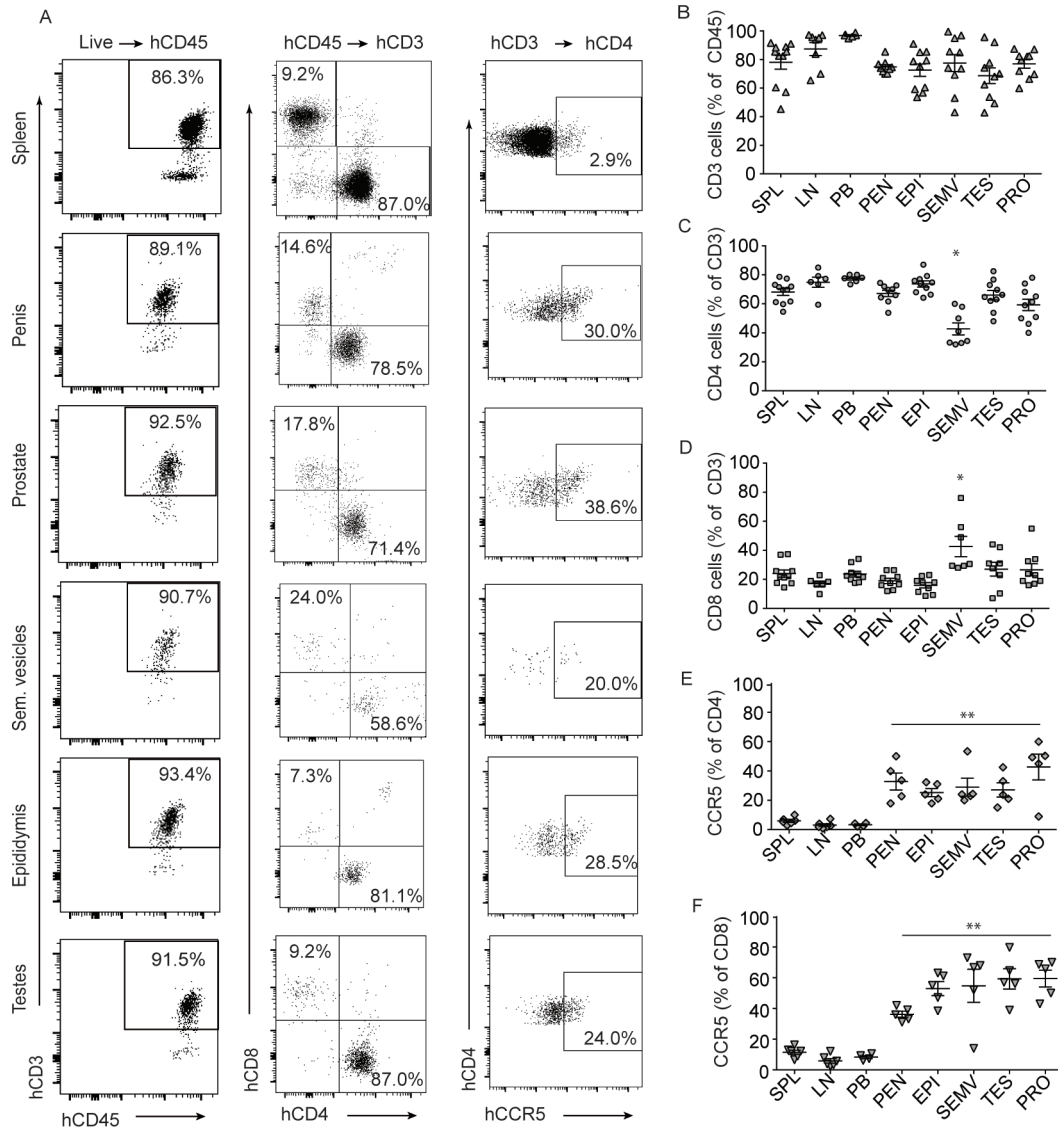 A
Live → hCD45
hCD45 → hCD3
hCD3 → hCD4
Spleen
86.3%
9.2%
87.0%
2.9%
Penis
89.1%
14.6%
78.5%
30.0%
Prostate
92.5%
17.8%
71.4%
38.6%
Sem. vesicles
90.7%
24.0%
58.6%
20.0%
Epididymis
93.4%
7.3%
81.1%
28.5%
Testes
91.5%
9.2%
87.0%
24.0%
hCD3
hCD45
hCD8
hCD4
hCD4
hCCR5
B
CD3 cells (% of CD45)
100
80
60
40
20
0
SPL LN PB PEN EPI SEMV TES PRO
C
CD4 cells (% of CD3)
100
80
60
40
20
0
*
SPL LN PB PEN EPI SEMV TES PRO
D
CD8 cells (% of CD3)
100
80
60
40
20
0
*
SPL LN PB PEN EPI SEMV TES PRO
E
CCR5 (% of CD4)
100
80
60
40
20
0
**
SPL LN PB PEN EPI SEMV TES PRO
F
CCR5 (% of CD8)
100
80
60
40
20
0
**
SPL LN PB PEN EPI SEMV TES PRO